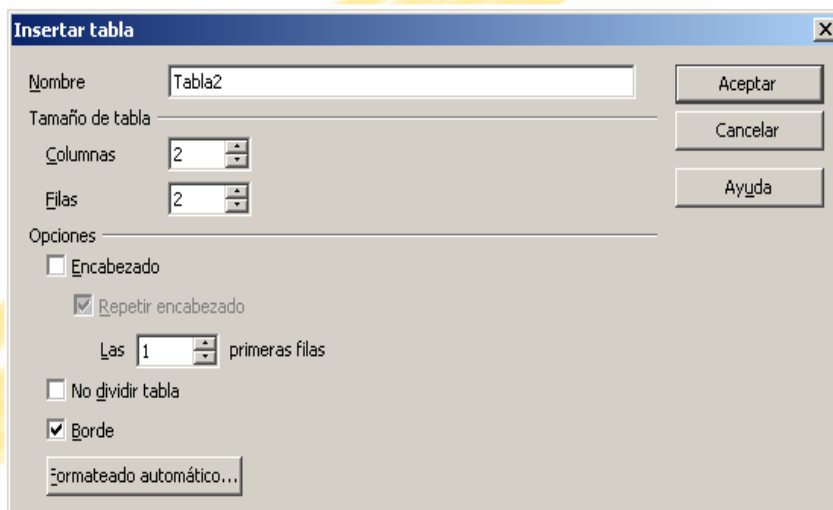 Insertar tabla
Nombre Tabla2
Aceptar
Tamaño de tabla
Cancelar
Columnas 2
Filas 2
Ayuda
Opciones
Encabezado
Repetir encabezado
Las 1 primeras filas
No dividir tabla
Borde
Formateado automático...